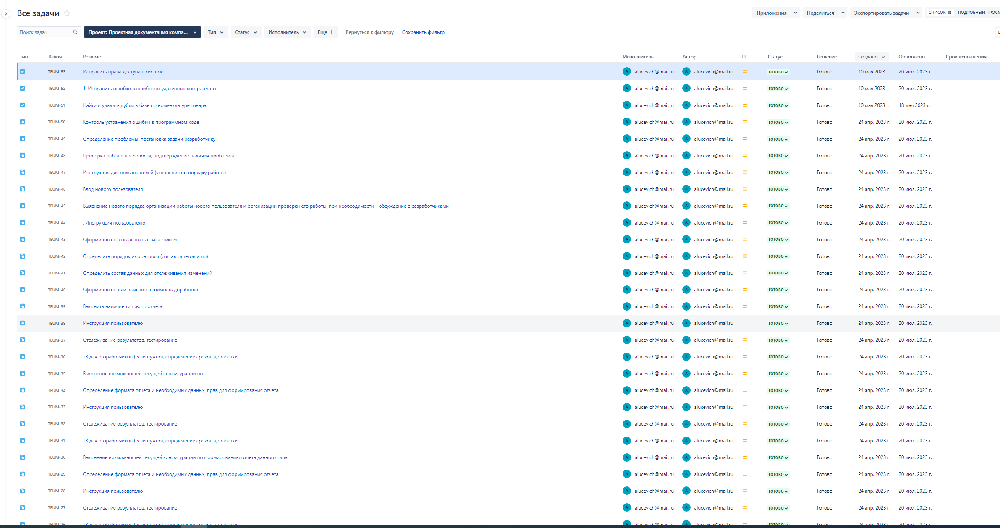 Все задачи
Приложения Поделиться Экспортировать задачи СПИСОК ПОДРОБНЫЙ ПРОСМ
Поиск задач Проект: Проектная документация компа... Тип Статус Исполнитель Еще + Вернуться к фильтру Сохранить фильтр
Тип Ключ Резюме Исполнитель Автор П. Статус Решение Создано ↓ Обновлено Срок исполнения
TEUM-53 Исправить права доступа в системе A alucevich@mail.ru A alucevich@mail.ru ГОТОВО Готово 10 мая 2023 г. 20 июл. 2023 г.
TEUM-52 1. Исправить ошибки в ошибочно удаленных контрагентах A alucevich@mail.ru A alucevich@mail.ru ГОТОВО Готово 10 мая 2023 г. 20 июл. 2023 г.
TEUM-51 Найти и удалить дубли в базе по номенклатуре товара A alucevich@mail.ru A alucevich@mail.ru ГОТОВО Готово 10 мая 2023 г. 18 мая 2023 г.
TEUM-50 Контроль устранения ошибки в программном коде A alucevich@mail.ru A alucevich@mail.ru ГОТОВО Готово 24 апр. 2023 г. 20 июл. 2023 г.
TEUM-49 Определение проблемы, постановка задачи разработчику A alucevich@mail.ru A alucevich@mail.ru ГОТОВО Готово 24 апр. 2023 г. 20 июл. 2023 г.
TEUM-48 Проверка работоспособности, подтверждение наличия проблемы A alucevich@mail.ru A alucevich@mail.ru ГОТОВО Готово 24 апр. 2023 г. 20 июл. 2023 г.
TEUM-47 Инструкция для пользователей (уточнения по порядку работы) A alucevich@mail.ru A alucevich@mail.ru ГОТОВО Готово 24 апр. 2023 г. 20 июл. 2023 г.
TEUM-46 Ввод нового пользователя A alucevich@mail.ru A alucevich@mail.ru ГОТОВО Готово 24 апр. 2023 г. 20 июл. 2023 г.
TEUM-45 Выяснение нового порядка организации работы нового пользователя и организации проверки его работы, при необходимости – обсуждение с разработчиками A alucevich@mail.ru A alucevich@mail.ru ГОТОВО Готово 24 апр. 2023 г. 20 июл. 2023 г.
TEUM-44 . Инструкция пользователю A alucevich@mail.ru A alucevich@mail.ru ГОТОВО Готово 24 апр. 2023 г. 20 июл. 2023 г.
TEUM-43 Сформировать, согласовать с заказчиком A alucevich@mail.ru A alucevich@mail.ru ГОТОВО Готово 24 апр. 2023 г. 20 июл. 2023 г.
TEUM-42 Определить порядок их контроля (состав отчетов и пр) A alucevich@mail.ru A alucevich@mail.ru ГОТОВО Готово 24 апр. 2023 г. 20 июл. 2023 г.
TEUM-41 Определить состав данных для отслеживания изменений A alucevich@mail.ru A alucevich@mail.ru ГОТОВО Готово 24 апр. 2023 г. 20 июл. 2023 г.
TEUM-40 Сформировать или выяснить стоимость доработки A alucevich@mail.ru A alucevich@mail.ru ГОТОВО Готово 24 апр. 2023 г. 20 июл. 2023 г.
TEUM-39 Выяснить наличие типового отчета A alucevich@mail.ru A alucevich@mail.ru ГОТОВО Готово 24 апр. 2023 г. 20 июл. 2023 г.
TEUM-38 Инструкция пользователю A alucevich@mail.ru A alucevich@mail.ru ГОТОВО Готово 24 апр. 2023 г. 20 июл. 2023 г.
TEUM-37 Отслеживание результатов, тестирование A alucevich@mail.ru A alucevich@mail.ru ГОТОВО Готово 24 апр. 2023 г. 20 июл. 2023 г.
TEUM-36 ТЗ для разработчиков (если нужно), определение сроков доработки A alucevich@mail.ru A alucevich@mail.ru ГОТОВО Готово 24 апр. 2023 г. 20 июл. 2023 г.
TEUM-35 Выяснение возможностей текущей конфигурации по A alucevich@mail.ru A alucevich@mail.ru ГОТОВО Готово 24 апр. 2023 г. 20 июл. 2023 г.
TEUM-34 Определение формата отчета и необходимых данных, прав для формирования отчета A alucevich@mail.ru A alucevich@mail.ru ГОТОВО Готово 24 апр. 2023 г. 20 июл. 2023 г.
TEUM-33 Инструкция пользователю A alucevich@mail.ru A alucevich@mail.ru ГОТОВО Готово 24 апр. 2023 г. 20 июл. 2023 г.
TEUM-32 Отслеживание результатов, тестирование A alucevich@mail.ru A alucevich@mail.ru ГОТОВО Готово 24 апр. 2023 г. 20 июл. 2023 г.
TEUM-31 ТЗ для разработчиков (если нужно), определение сроков доработки A alucevich@mail.ru A alucevich@mail.ru ГОТОВО Готово 24 апр. 2023 г. 20 июл. 2023 г.
TEUM-30 Выяснение возможностей текущей конфигурации по формированию отчета данного типа A alucevich@mail.ru A alucevich@mail.ru ГОТОВО Готово 24 апр. 2023 г. 20 июл. 2023 г.
TEUM-29 Определение формата отчета и необходимых данных, прав для формирования отчета A alucevich@mail.ru A alucevich@mail.ru ГОТОВО Готово 24 апр. 2023 г. 20 июл. 2023 г.
TEUM-28 Инструкция пользователю A alucevich@mail.ru A alucevich@mail.ru ГОТОВО Готово 24 апр. 2023 г. 20 июл. 2023 г.
TEUM-27 Отслеживание результатов, тестирование A alucevich@mail.ru A alucevich@mail.ru ГОТОВО Готово 24 апр. 2023 г. 20 июл. 2023 г.
TEUM-26 ТЗ для разработчиков (если нужно), определение сроков доработки A alucevich@mail.ru A alucevich@mail.ru ГОТОВО Готово 24 апр. 2023 г. 20 июл. 2023 г.